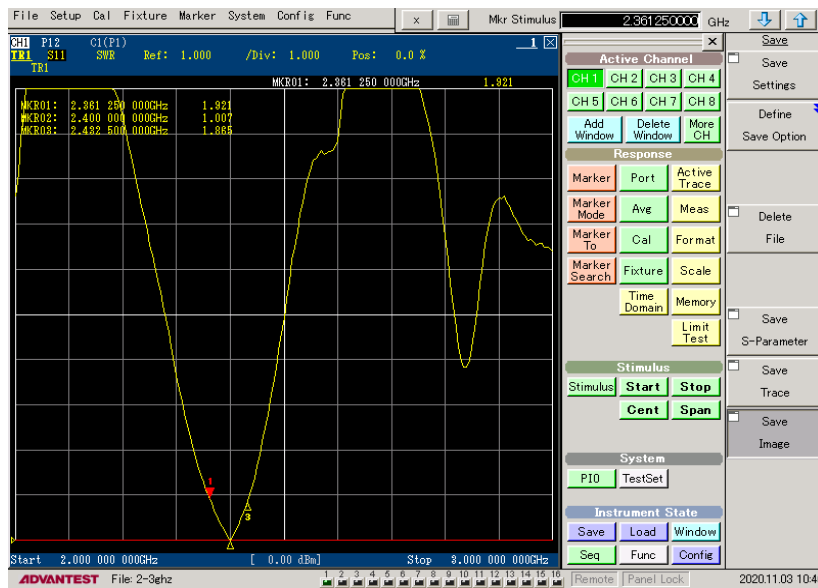 File Setup Cal Fixture Marker System Config Func x Mkr Stimulus 2.361250000 GHz
CH1 P12 C1(P1) 1
TR1 S11 SWR Ref: 1.000 /Div: 1.000 Pos: 0.0 %
TR1
MKR01: 2.361 250 000GHz 1.921
MKR01: 2.361 250 000GHz 1.921
MKR02: 2.400 000 000GHz 1.007
MKR03: 2.432 500 000GHz 1.865
1
3
Start 2.000 000 000GHz [ 0.00 dBm] Stop 3.000 000 000GHz
Active Channel
CH 1 CH 2 CH 3 CH 4
CH 5 CH 6 CH 7 CH 8
Add Window Delete Window More CH
Response
Marker Port Active Trace
Marker Mode Avg Meas
Marker To Cal Format
Marker Search Fixture Scale
Time Domain Memory
Limit Test
Stimulus
Stimulus Start Stop
Cent Span
System
PIO TestSet
Instrument State
Save Load Window
Seq Func Config
Save
Save
Settings
Define
Save Option
Delete
File
Save
S-Parameter
Save
Trace
Save
Image
ADVANTEST File: 2-3ghz 1 2 3 4 5 6 7 8 9 10 11 12 13 14 15 16 Remote Panel Lock 2020.11.03 10:4